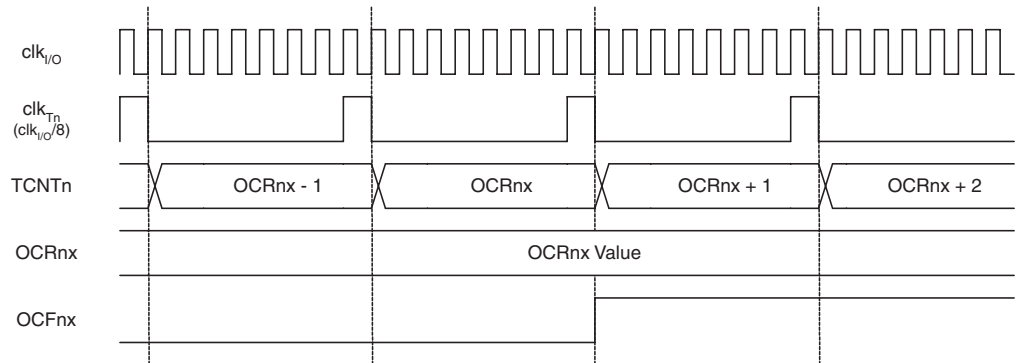 clkI/O
clkTn
(clkI/O/8)
TCNTn OCRnx - 1 OCRnx OCRnx + 1 OCRnx + 2
OCRnx OCRnx Value
OCFnx